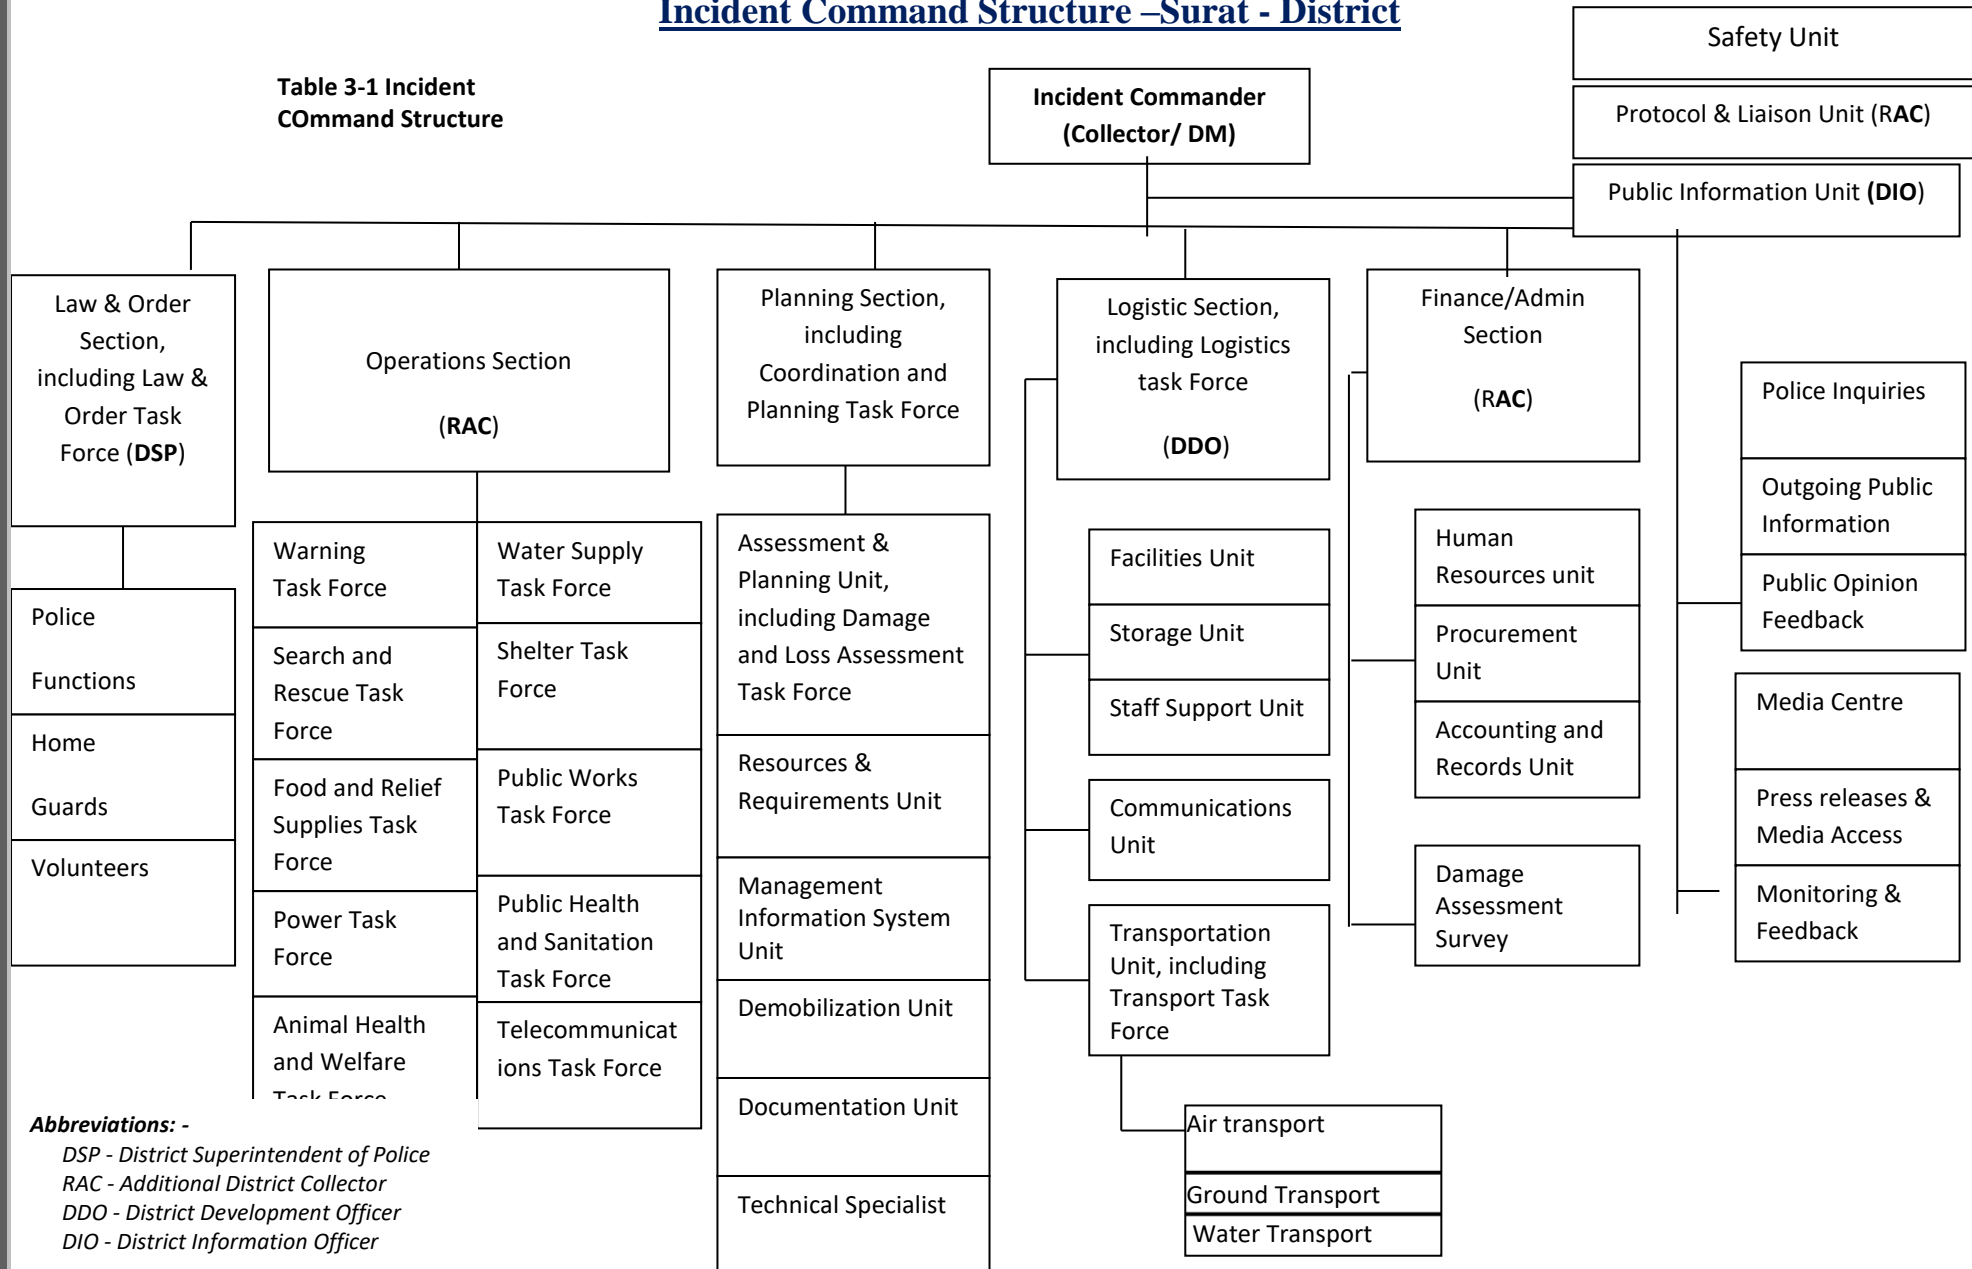 Incident Command Structure –Surat - District
Safety Unit
Table 3-1 Incident
COmmand Structure
Incident Commander
(Collector/ DM)
Protocol & Liaison Unit (RAC)
Public Information Unit (DIO)
Law & Order
Section,
including Law &
Order Task
Force (DSP)
Operations Section
(RAC)
Planning Section,
including
Coordination and
Planning Task Force
Logistic Section,
including Logistics
task Force
(DDO)
Finance/Admin
Section
(RAC)
Police Inquiries
Outgoing Public
Information
Public Opinion
Feedback
Media Centre
Press releases &
Media Access
Monitoring &
Feedback
Police
Functions
Home
Guards
Volunteers
Warning
Task Force
Search and
Rescue Task
Force
Food and Relief
Supplies Task
Force
Power Task
Force
Animal Health
and Welfare
Task Force
Water Supply
Task Force
Shelter Task
Force
Public Works
Task Force
Public Health
and Sanitation
Task Force
Telecommunicat
ions Task Force
Assessment &
Planning Unit,
including Damage
and Loss Assessment
Task Force
Resources &
Requirements Unit
Management
Information System
Unit
Demobilization Unit
Documentation Unit
Technical Specialist
Facilities Unit
Storage Unit
Staff Support Unit
Communications
Unit
Transportation
Unit, including
Transport Task
Force
Air transport
Ground Transport
Water Transport
Human
Resources unit
Procurement
Unit
Accounting and
Records Unit
Damage
Assessment
Survey
Abbreviations: -
DSP - District Superintendent of Police
RAC - Additional District Collector
DDO - District Development Officer
DIO - District Information Officer